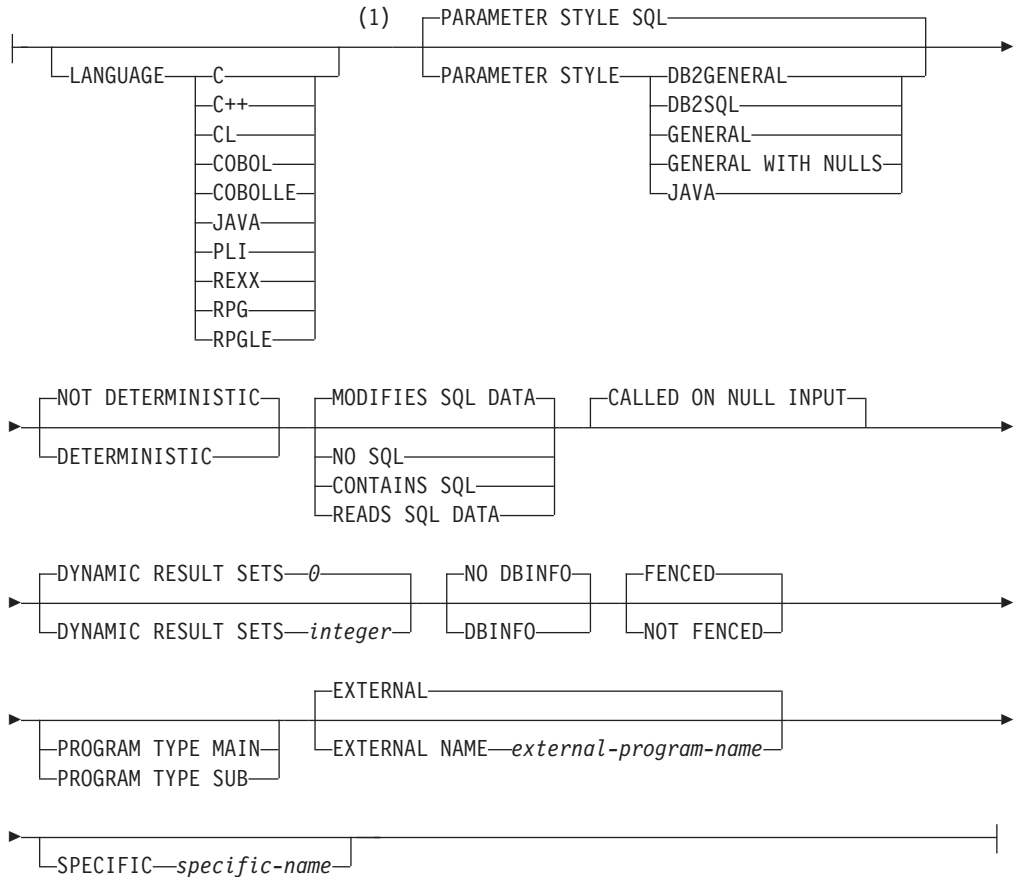 (1) PARAMETER STYLE SQL
LANGUAGE C PARAMETER STYLE DB2GENERAL
C++ DB2SQL
CL GENERAL
COBOL GENERAL WITH NULLS
COBOLLE JAVA
JAVA
PLI
REXX
RPG
RPGLE
NOT DETERMINISTIC MODIFIES SQL DATA CALLED ON NULL INPUT
DETERMINISTIC NO SQL
CONTAINS SQL
READS SQL DATA
DYNAMIC RESULT SETS 0 NO DBINFO FENCED
DYNAMIC RESULT SETS integer DBINFO NOT FENCED
EXTERNAL
PROGRAM TYPE MAIN EXTERNAL NAME external-program-name
PROGRAM TYPE SUB
SPECIFIC specific-name